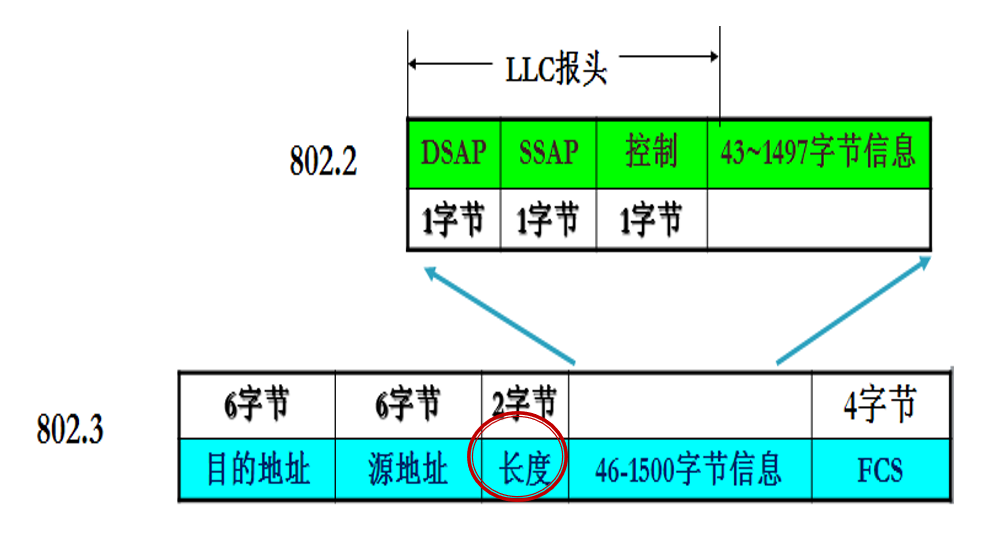 LLC报头
802.2
DSAP SSAP 控制 43~1497字节信息
1字节 1字节 1字节
6字节 6字节 2字节 4字节
802.3
目的地址 源地址 长度 46-1500字节信息 FCS